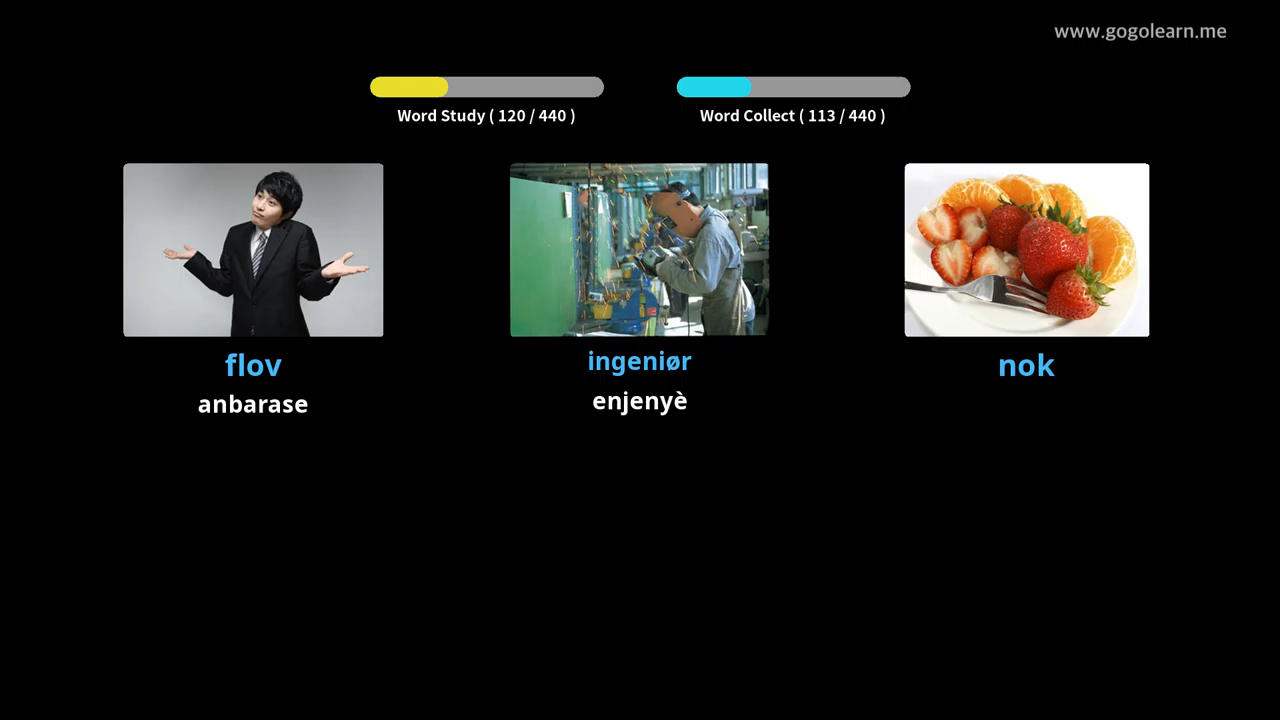 www.gogolearn.me
Word Study ( 120 / 440 )
Word Collect ( 113 / 440 )
flov
anbarase
ingeniør
enjenyè
nok